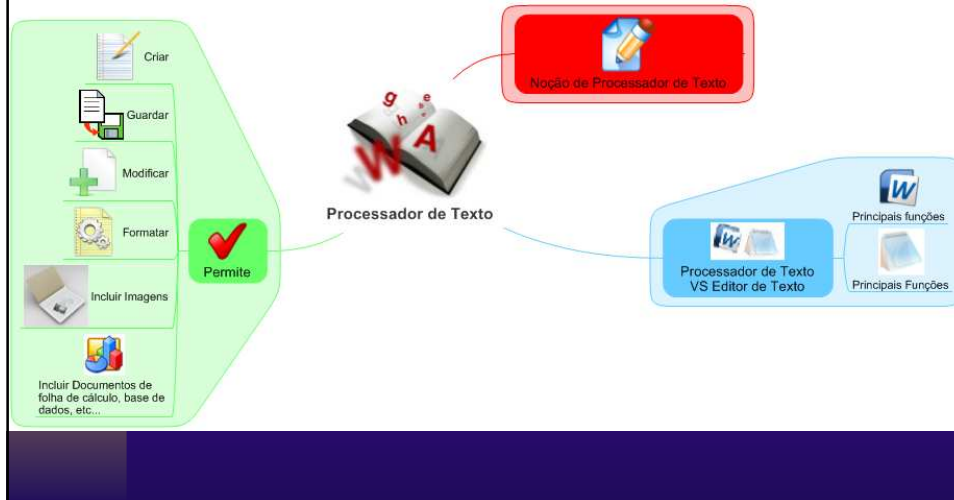 Processador de Texto
Noção de Processador de Texto
Processador de Texto
VS Editor de Texto
Principais funções
Principais Funções
Permite
Criar
Guardar
Modificar
Formatar
Incluir Imagens
Incluir Documentos de
folha de cálculo, base de
dados, etc...